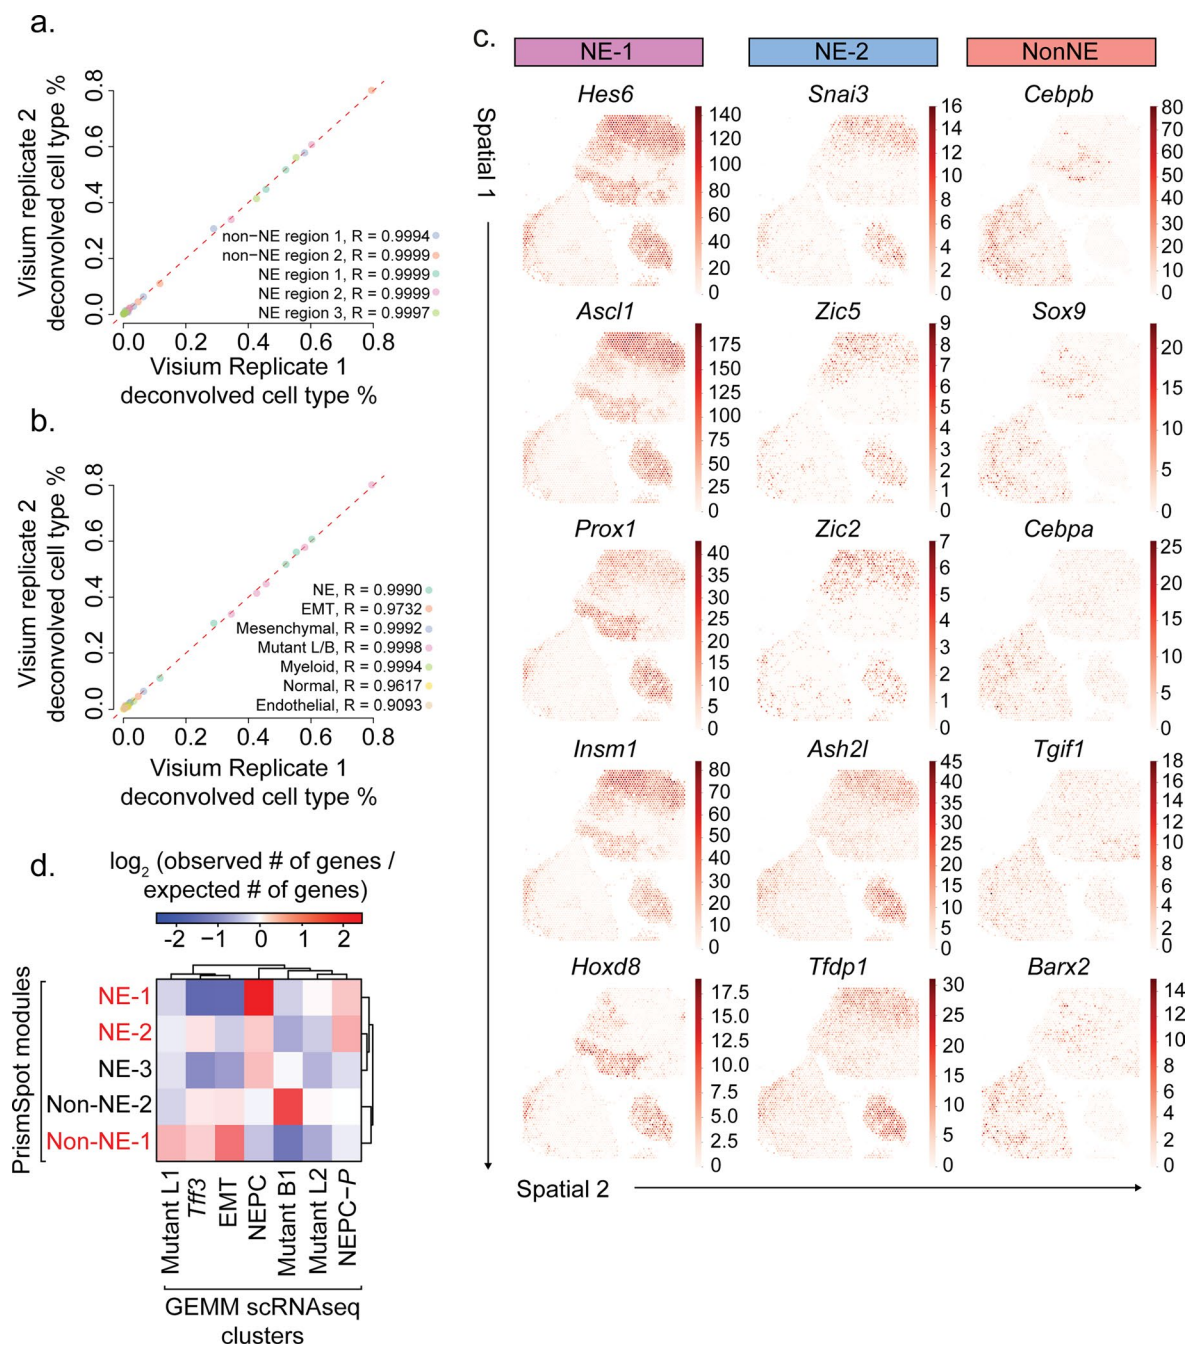 a.
Visium replicate 2
deconvolved cell type %
0.8
0.6
0.4
0.2
0.0
non−NE region 1, R = 0.9994
non−NE region 2, R = 0.9999
NE region 1, R = 0.9999
NE region 2, R = 0.9999
NE region 3, R = 0.9997
0.0 0.2 0.4 0.6 0.8
Visium Replicate 1
deconvolved cell type %
b.
Visium replicate 2
deconvolved cell type %
0.8
0.6
0.4
0.2
0.0
NE, R = 0.9990
EMT, R = 0.9732
Mesenchymal, R = 0.9992
Mutant L/B, R = 0.9998
Myeloid, R = 0.9994
Normal, R = 0.9617
Endothelial, R = 0.9093
0.0 0.2 0.4 0.6 0.8
Visium Replicate 1
deconvolved cell type %
c.
NE-1 NE-2 NonNE
Spatial 1
Hes6
140
120
100
80
60
40
20
0
Snai3
16
14
12
10
8
6
4
2
0
Cebpb
80
70
60
50
40
30
20
10
0
Ascl1
175
150
125
100
75
50
25
0
Zic5
9
8
7
6
5
4
3
2
1
0
Sox9
20
15
10
5
0
Prox1
40
35
30
25
20
15
10
5
0
Zic2
7
6
5
4
3
2
1
0
Cebpa
25
20
15
10
5
0
Insm1
80
70
60
50
40
30
20
10
0
Ash2l
45
40
35
30
25
20
15
10
5
0
Tgif1
18
16
14
12
10
8
6
4
2
0
Hoxd8
17.5
15.0
12.5
10.0
7.5
5.0
2.5
0
Tfdp1
30
25
20
15
10
5
0
Barx2
14
12
10
8
6
4
2
0
Spatial 2
d.
log2 (observed # of genes /
expected # of genes)
-2 −1 0 1 2
PrismSpot modules
NE-1
NE-2
NE-3
Non-NE-2
Non-NE-1
Mutant L1
Tff3
EMT
NEPC
Mutant B1
Mutant L2
NEPC−P
GEMM scRNAseq
clusters